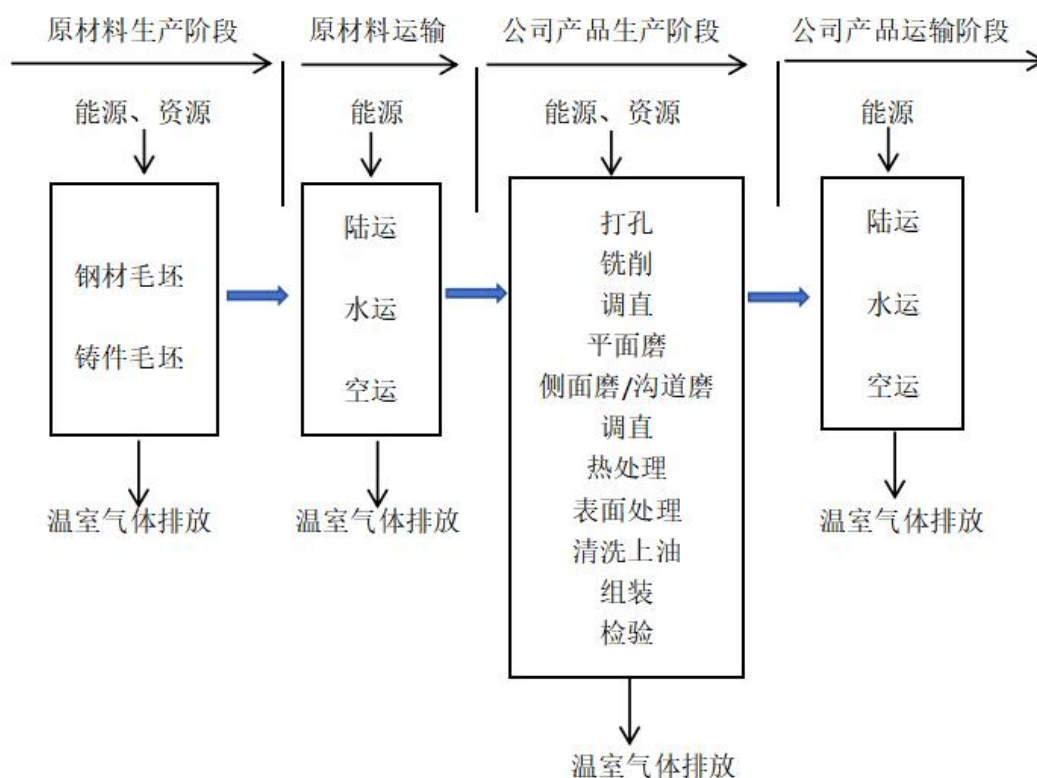 原材料生产阶段
原材料运输
公司产品生产阶段
公司产品运输阶段
能源、资源
能源
能源、资源
能源
钢材毛坯
铸件毛坯
陆运
水运
空运
打孔
铣削
调直
平面磨
侧面磨/沟道磨
调直
热处理
表面处理
清洗上油
组装
检验
陆运
水运
空运
温室气体排放
温室气体排放
温室气体排放
温室气体排放